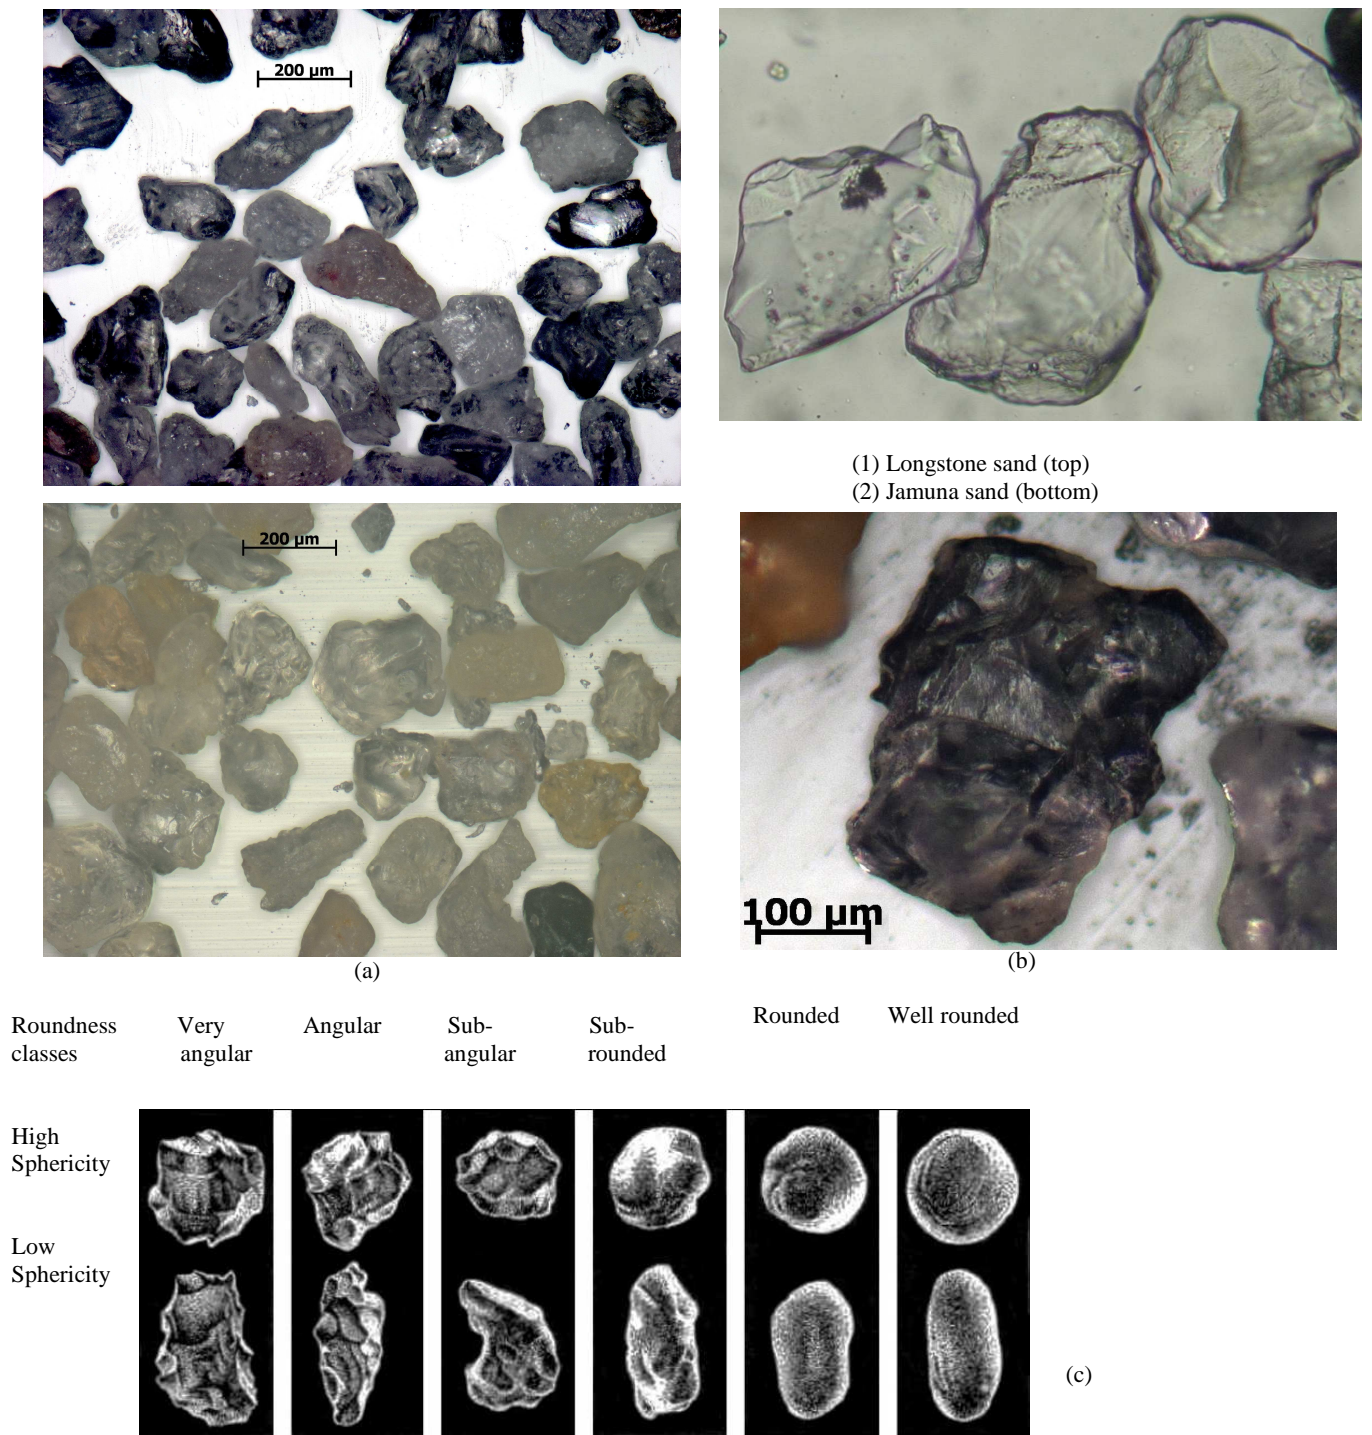 200 µm
(1) Longstone sand (top)
(2) Jamuna sand (bottom)
200 µm
100 µm
(a)
(b)
Roundness classes
Very angular
Angular
Sub-angular
Sub-rounded
Rounded
Well rounded
High Sphericity
Low Sphericity
(c)